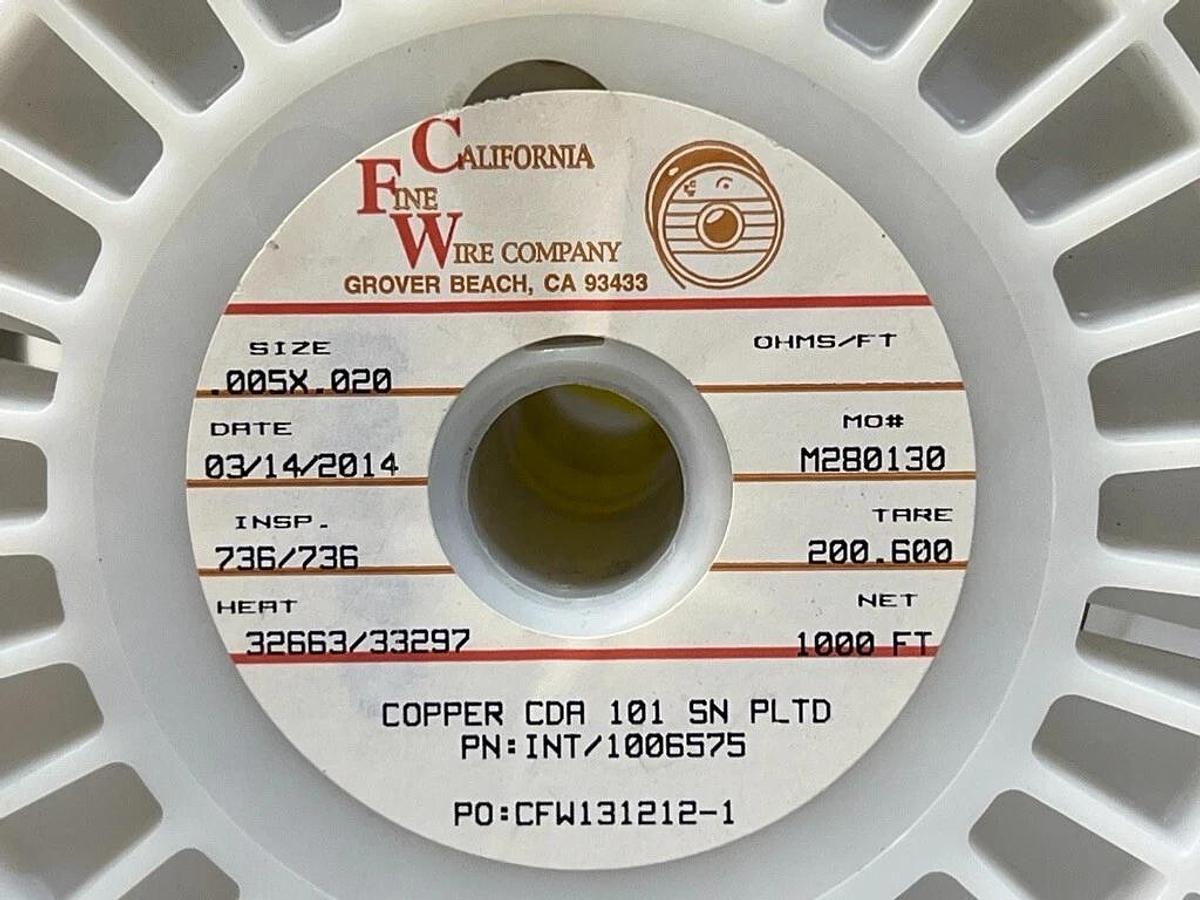 CALIFORNIA
FINE
WIRE COMPANY
GROVER BEACH, CA 93433
SIZE
.005X.020
OHMS/FT
DATE
03/14/2014
MO#
M280130
INSP.
736/736
TARE
200.600
HEAT
32663/33297
NET
1000 FT
COPPER CDA 101 SN PLTD
PN:INT/1006575
PO:CFW131212-1